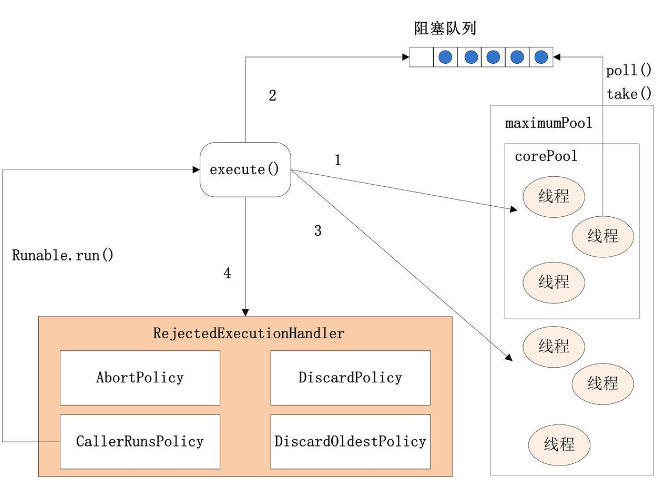 阻塞队列
poll()
take()
2
maximumPool
corePool
execute()
1
线程
线程
3
Runable.run()
4
线程
RejectedExecutionHandler
线程
AbortPolicy
DiscardPolicy
线程
CallerRunsPolicy
DiscardOldestPolicy
线程